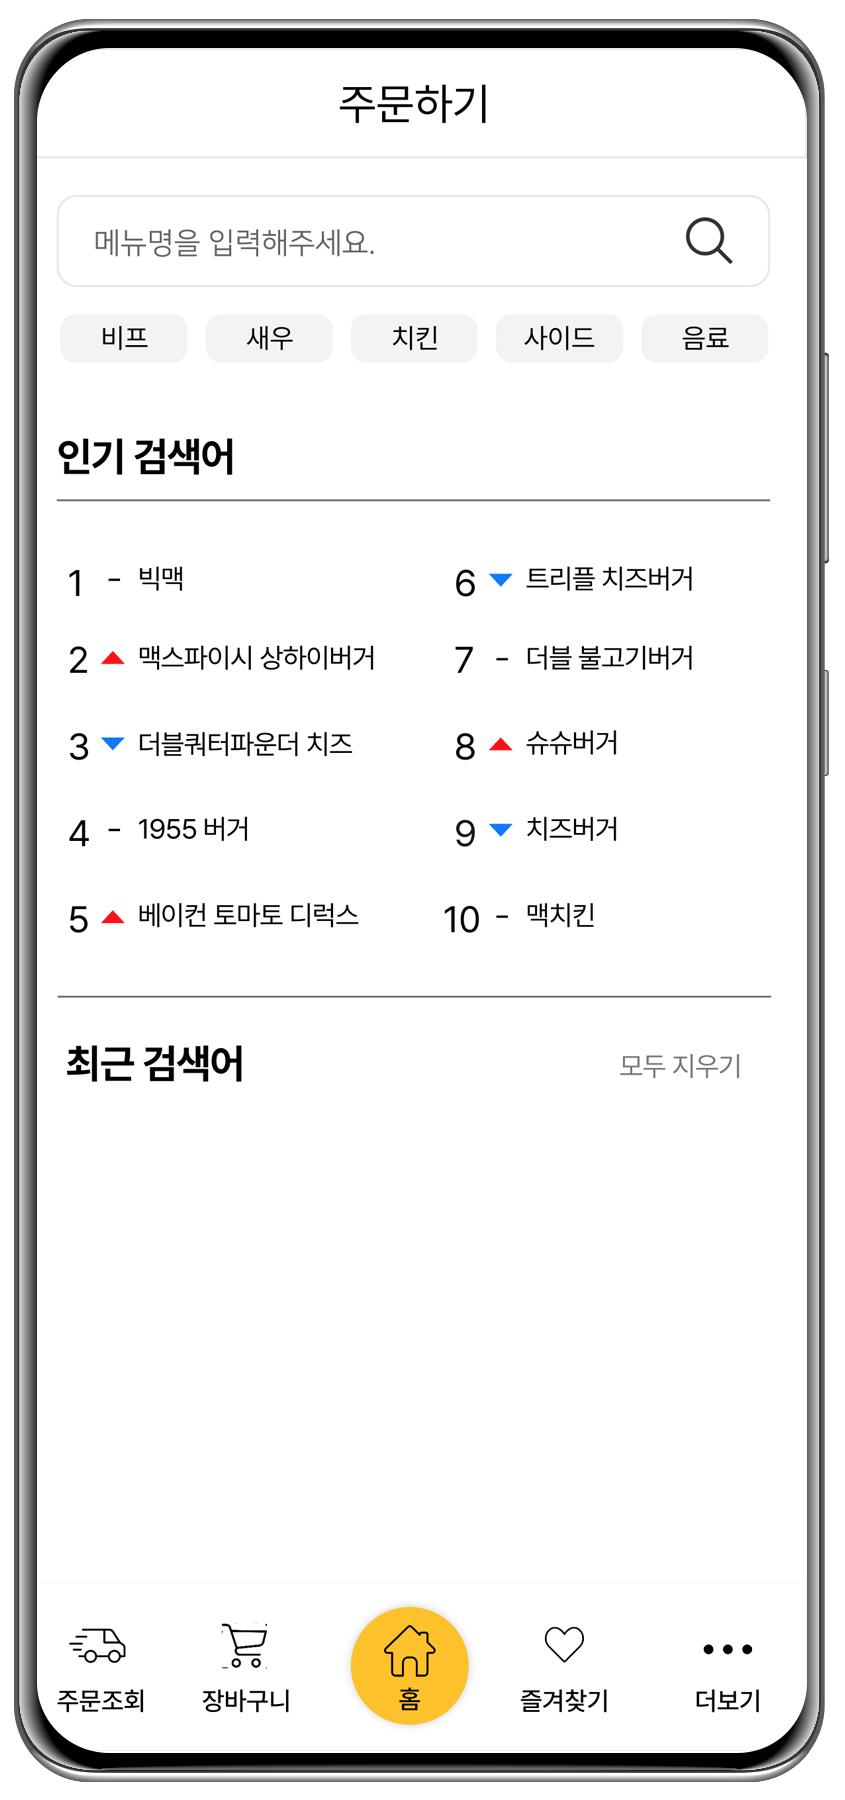 주문하기
메뉴명을 입력해주세요.
비프 새우 치킨 사이드 음료
인기 검색어
1 - 빅맥
2 맥스파이시 상하이버거
3 더블쿼터파운더 치즈
4 - 1955 버거
5 베이컨 토마토 디럭스
6 트리플 치즈버거
7 - 더블 불고기버거
8 슈슈버거
9 치즈버거
10 - 맥치킨
최근 검색어
모두 지우기
주문조회 장바구니 홈 즐겨찾기 더보기